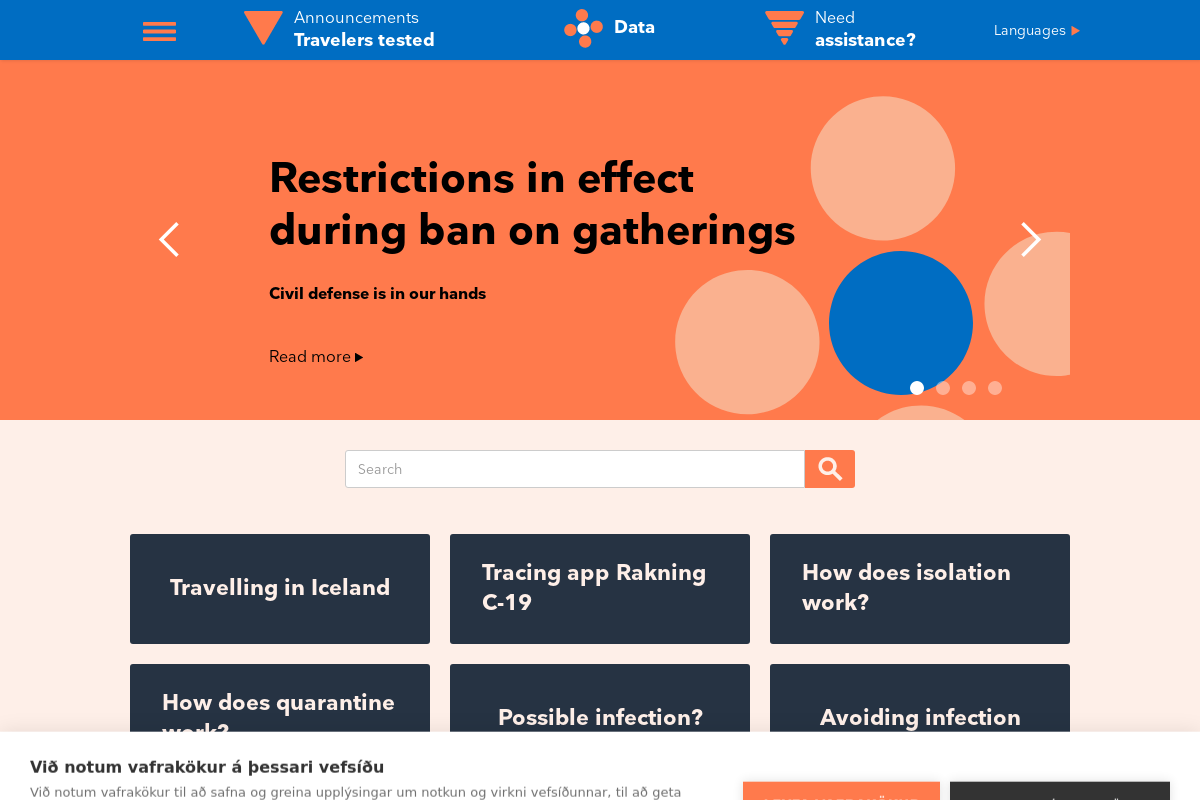 Announcements
Travelers tested
Data
Need
assistance?
Languages
Restrictions in effect
during ban on gatherings
Civil defense is in our hands
Read more
Search
Travelling in Iceland
Tracing app Rakning
C-19
How does isolation
work?
How does quarantine
work?
Possible infection?
Avoiding infection
Við notum vafrakökur á þessari vefsíðu
Við notum vafrakökur til að safna og greina upplýsingar um notkun og virkni vefsíðunnar, til að geta